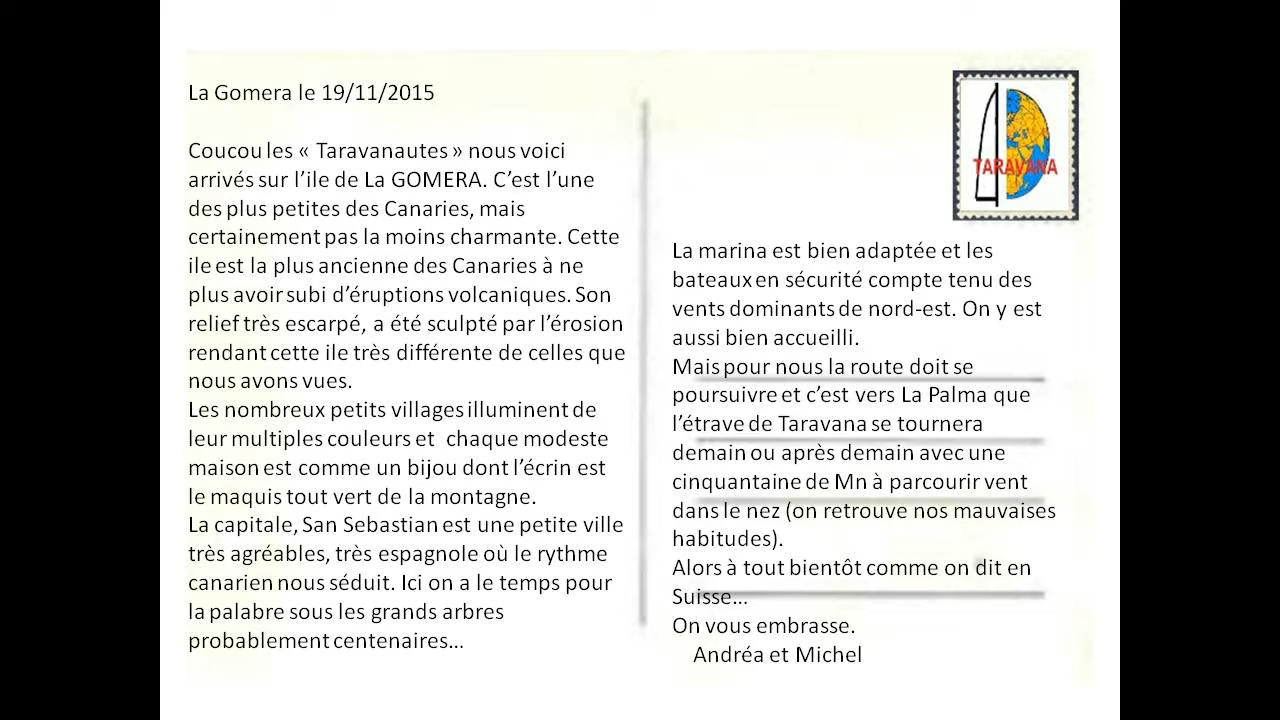 La Gomera le 19/11/2015
Coucou les « Taravanautes » nous voici
arrivés sur l’ile de La GOMERA. C’est l’une
des plus petites des Canaries, mais
certainement pas la moins charmante. Cette
ile est la plus ancienne des Canaries à ne
plus avoir subi d’éruptions volcaniques. Son
relief très escarpé, a été sculpté par l’érosion
rendant cette ile très différente de celles que
nous avons vues.
Les nombreux petits villages illuminent de
leur multiples couleurs et  chaque modeste
maison est comme un bijou dont l’écrin est
le maquis tout vert de la montagne.
La capitale, San Sebastian est une petite ville
très agréables, très espagnole où le rythme
canarien nous séduit. Ici on a le temps pour
la palabre sous les grands arbres
probablement centenaires…
TARAVANA
La marina est bien adaptée et les
bateaux en sécurité compte tenu des
vents dominants de nord-est. On y est
aussi bien accueilli.
Mais pour nous la route doit se
poursuivre et c’est vers La Palma que
l’étrave de Taravana se tournera
demain ou après demain avec une
cinquantaine de Mn à parcourir vent
dans le nez (on retrouve nos mauvaises
habitudes).
Alors à tout bientôt comme on dit en
Suisse…
On vous embrasse.
Andréa et Michel